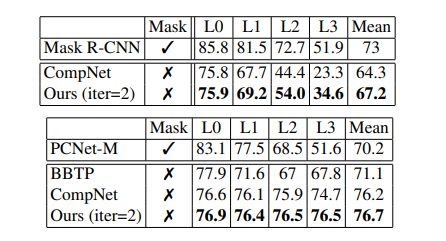 Mask L0 L1 L2 L3 Mean
Mask R-CNN ✓ 85.8 81.5 72.7 51.9 73
CompNet ✗ 75.8 67.7 44.4 23.3 64.3
Ours (iter=2) ✗ 75.9 69.2 54.0 34.6 67.2
Mask L0 L1 L2 L3 Mean
PCNet-M ✓ 83.1 77.5 68.5 51.6 70.2
BBTP ✗ 77.9 71.6 67 67.8 71.1
CompNet ✗ 76.6 76.1 75.9 74.7 76.2
Ours (iter=2) ✗ 76.9 76.4 76.5 76.5 76.7